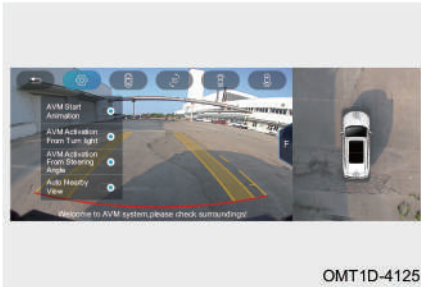 AVM Start
Animation
AVM Activation
From Turn light
AVM Activation
From Steering
Angle
Auto Nearby
View
F
Welcome to AVM system,please check surroundings!
OMT1D-4125